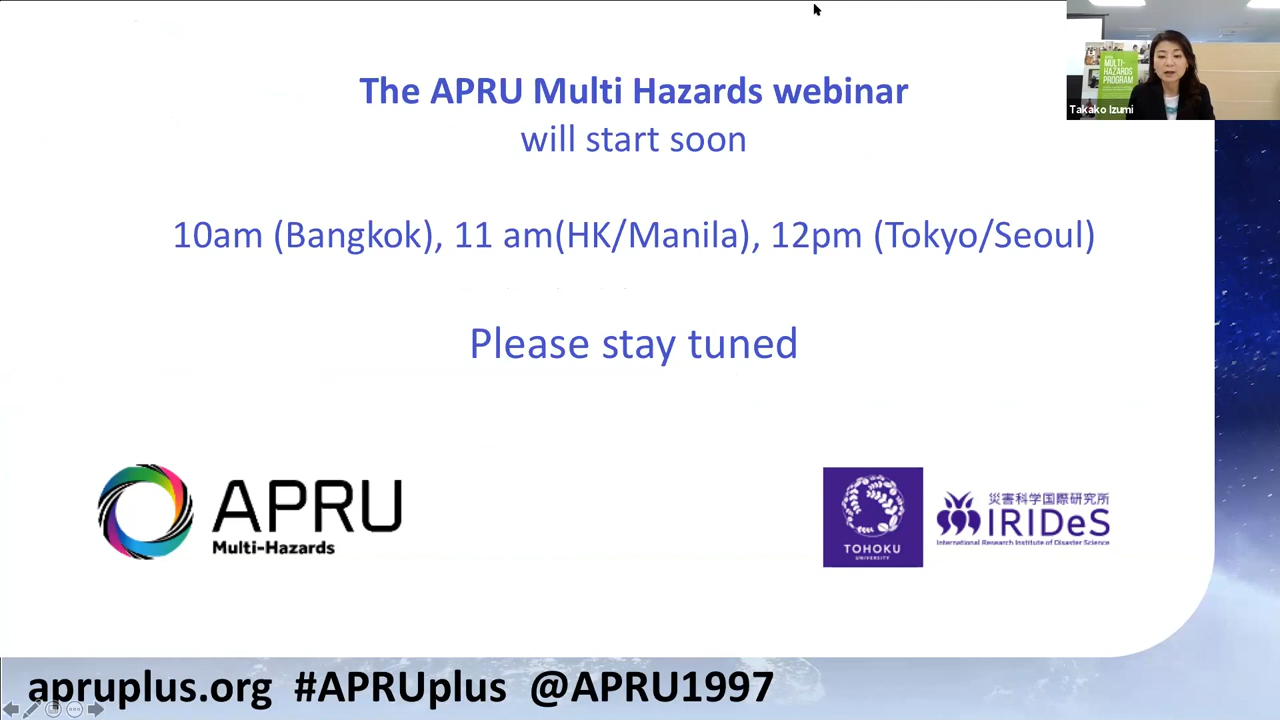 The APRU Multi Hazards webinar
will start soon
10am (Bangkok), 11 am(HK/Manila), 12pm (Tokyo/Seoul)
Please stay tuned
MULTI-
HAZARDS
PROGRAM
Takako Izumi
APRU
Multi-Hazards
TOHOKU
UNIVERSITY
災害科学国際研究所
IRIDeS
International Research Institute of Disaster Science
apruplus.org #APRUplus @APRU1997